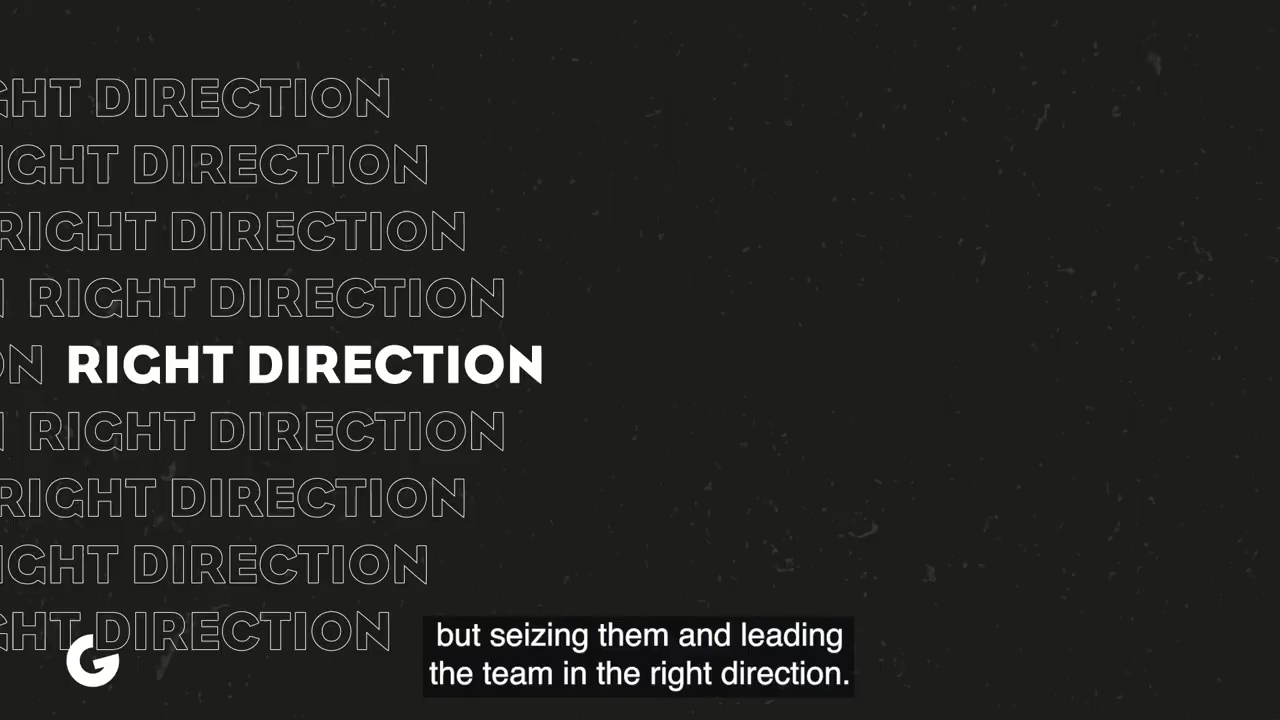 GHT DIRECTION
IGHT DIRECTION
RIGHT DIRECTION
N RIGHT DIRECTION
ON RIGHT DIRECTION
N RIGHT DIRECTION
RIGHT DIRECTION
IGHT DIRECTION
GHT DIRECTION
G
but seizing them and leading
the team in the right direction.